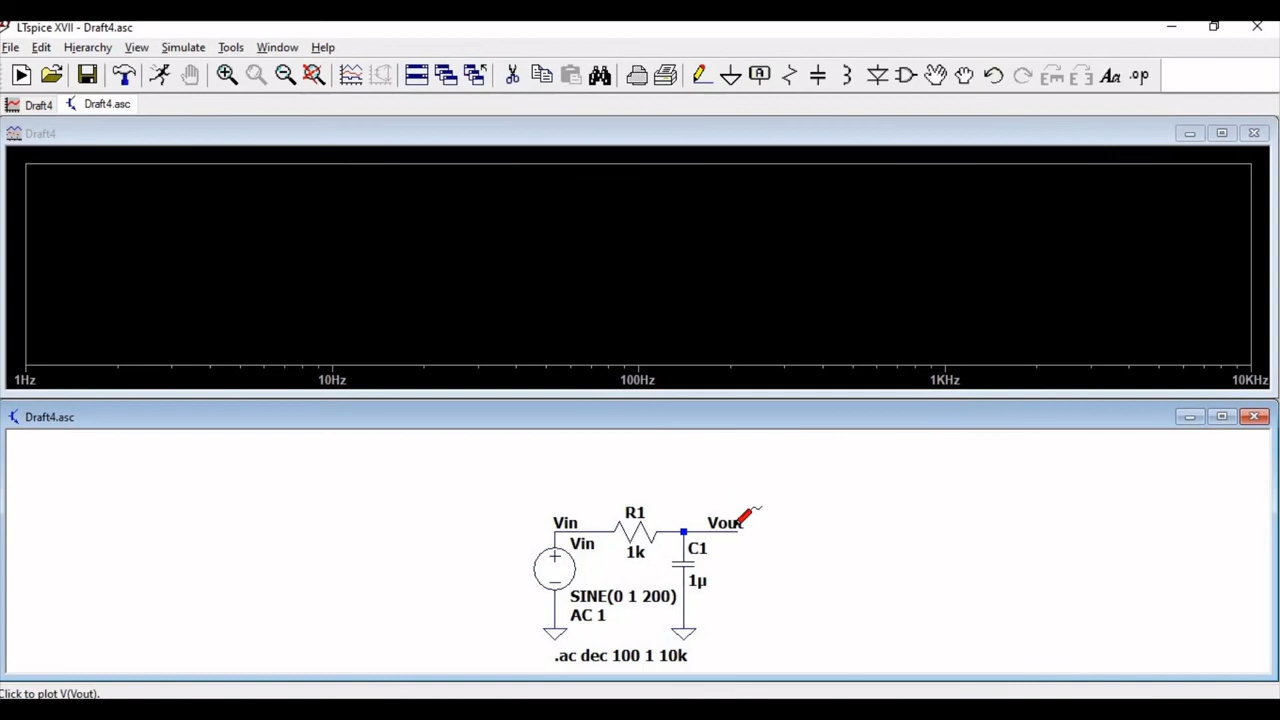 LTspice XVII - Draft4.asc
File Edit Hierarchy View Simulate Tools Window Help
Aa .op
Draft4 Draft4.asc
Draft4
1Hz 10Hz 100Hz 1KHz 10KHz
Draft4.asc
R1
Vin Vout
Vin 1k C1
1µ
SINE(0 1 200)
AC 1
.ac dec 100 1 10k
Click to plot V(Vout).